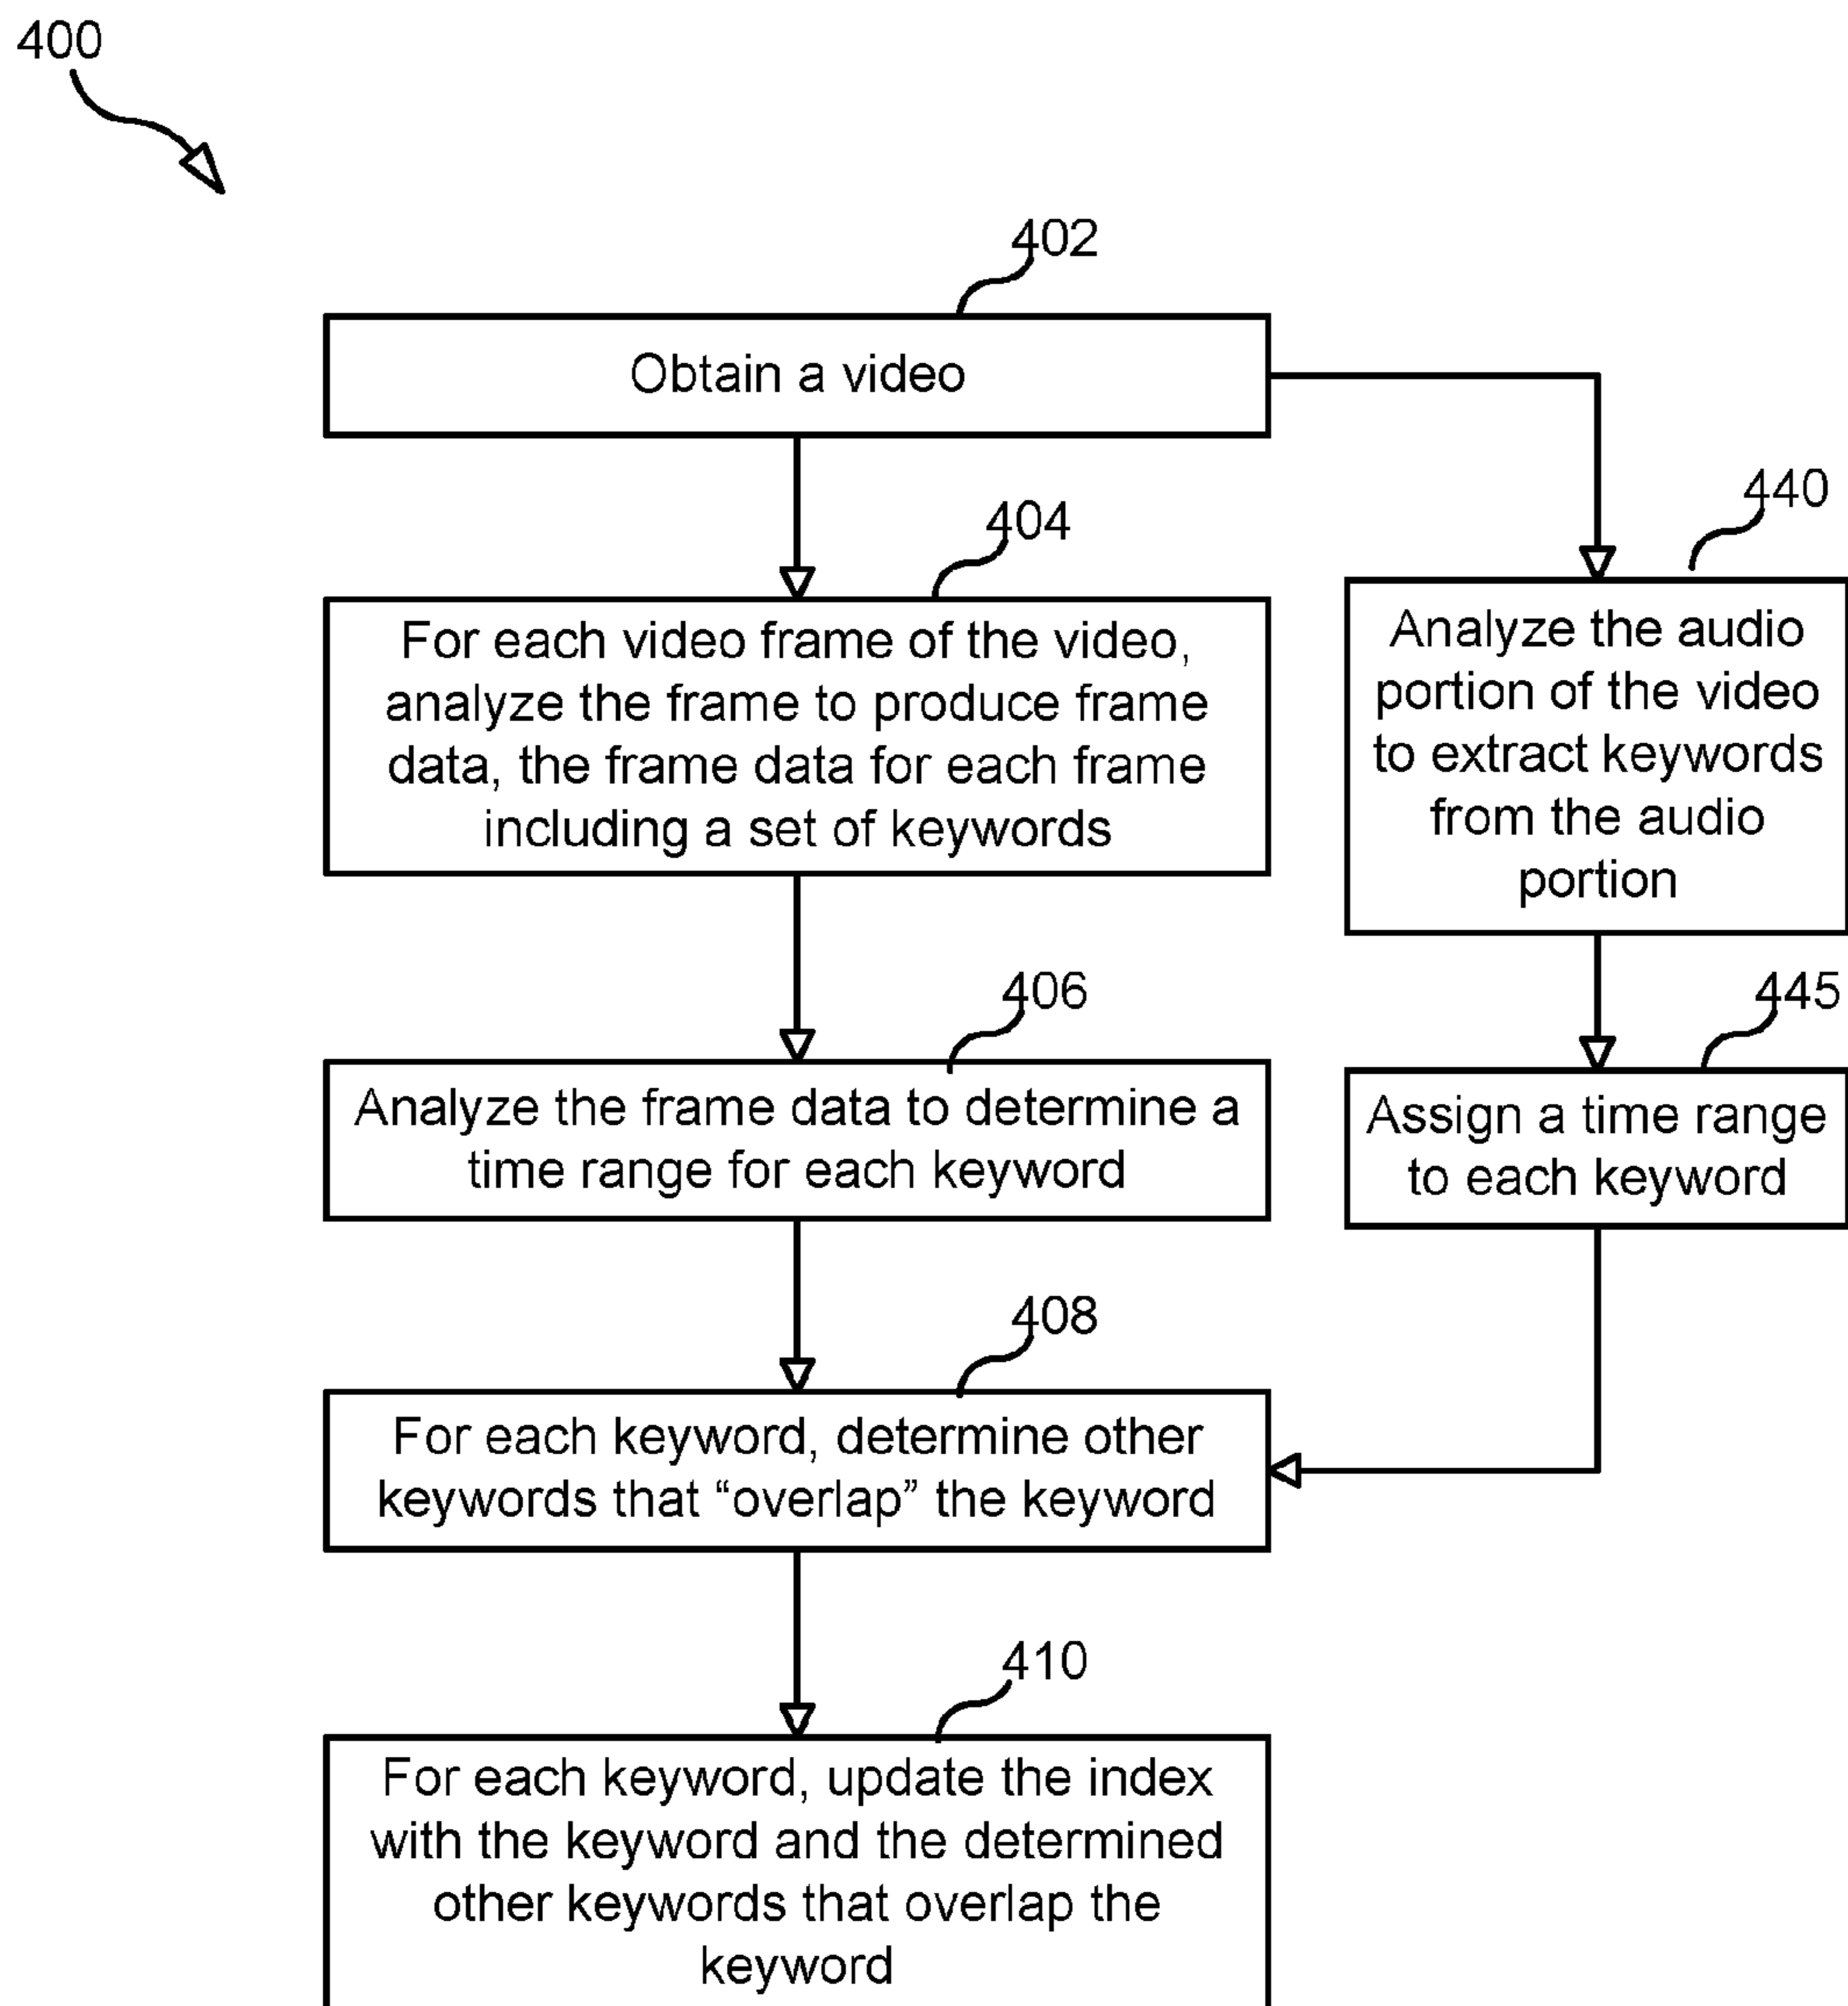 400
402
Obtain a video
404
For each video frame of the video,
analyze the frame to produce frame
data, the frame data for each frame
including a set of keywords
440
Analyze the audio
portion of the video
to extract keywords
from the audio
portion
406
Analyze the frame data to determine a
time range for each keyword
445
Assign a time range
to each keyword
408
For each keyword, determine other
keywords that “overlap” the keyword
410
For each keyword, update the index
with the keyword and the determined
other keywords that overlap the
keyword